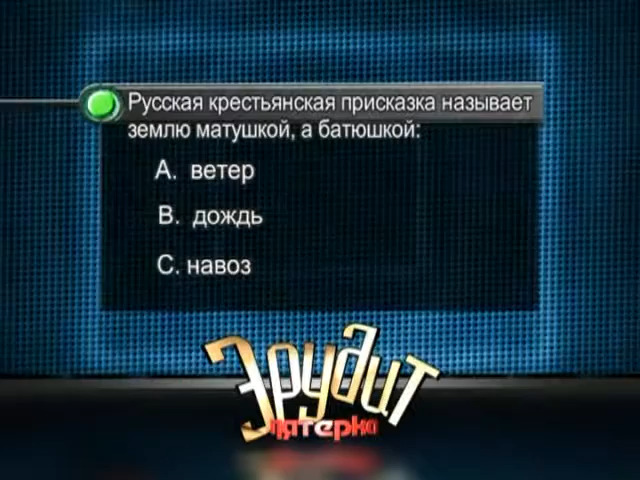 Русская крестьянская присказка называет
землю матушкой, а батюшкой:
A. ветер
B. дождь
C. навоз
Эрудит
пятерка